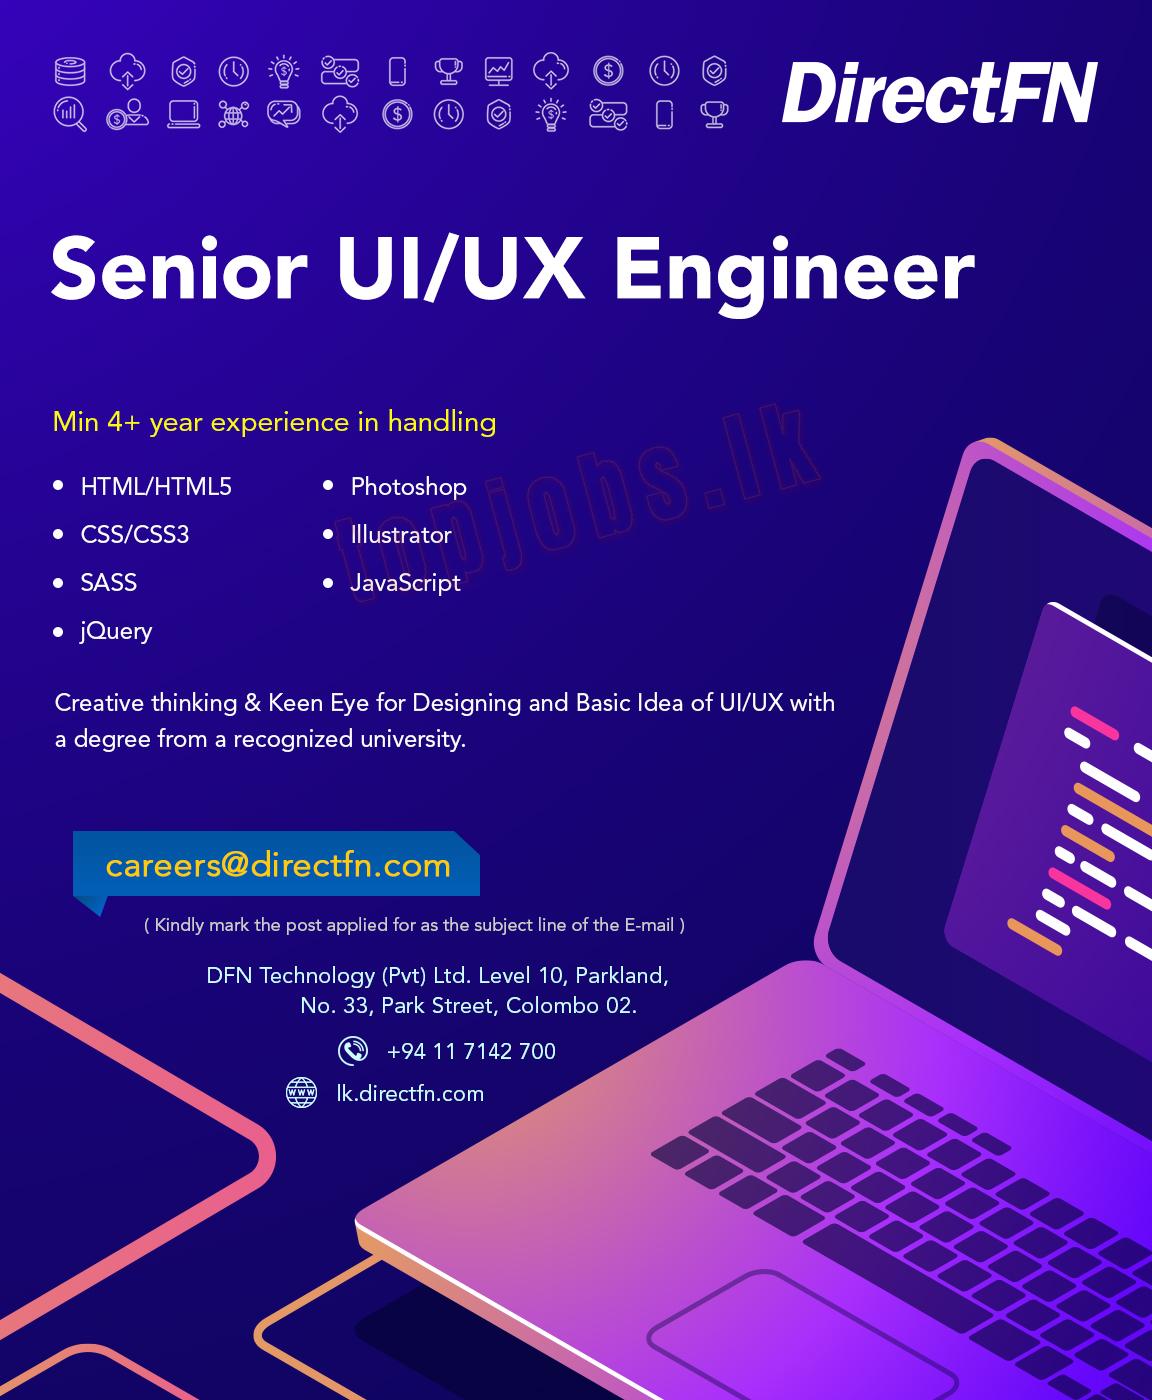 DirectFN
Senior UI/UX Engineer
Min 4+ year experience in handling
• HTML/HTML5
• CSS/CSS3
• SASS
• jQuery
• Photoshop
• Illustrator
• JavaScript
topjobs.lk
Creative thinking & Keen Eye for Designing and Basic Idea of UI/UX with
a degree from a recognized university.
careers@directfn.com
( Kindly mark the post applied for as the subject line of the E-mail )
DFN Technology (Pvt) Ltd. Level 10, Parkland,
No. 33, Park Street, Colombo 02.
+94 11 7142 700
www lk.directfn.com